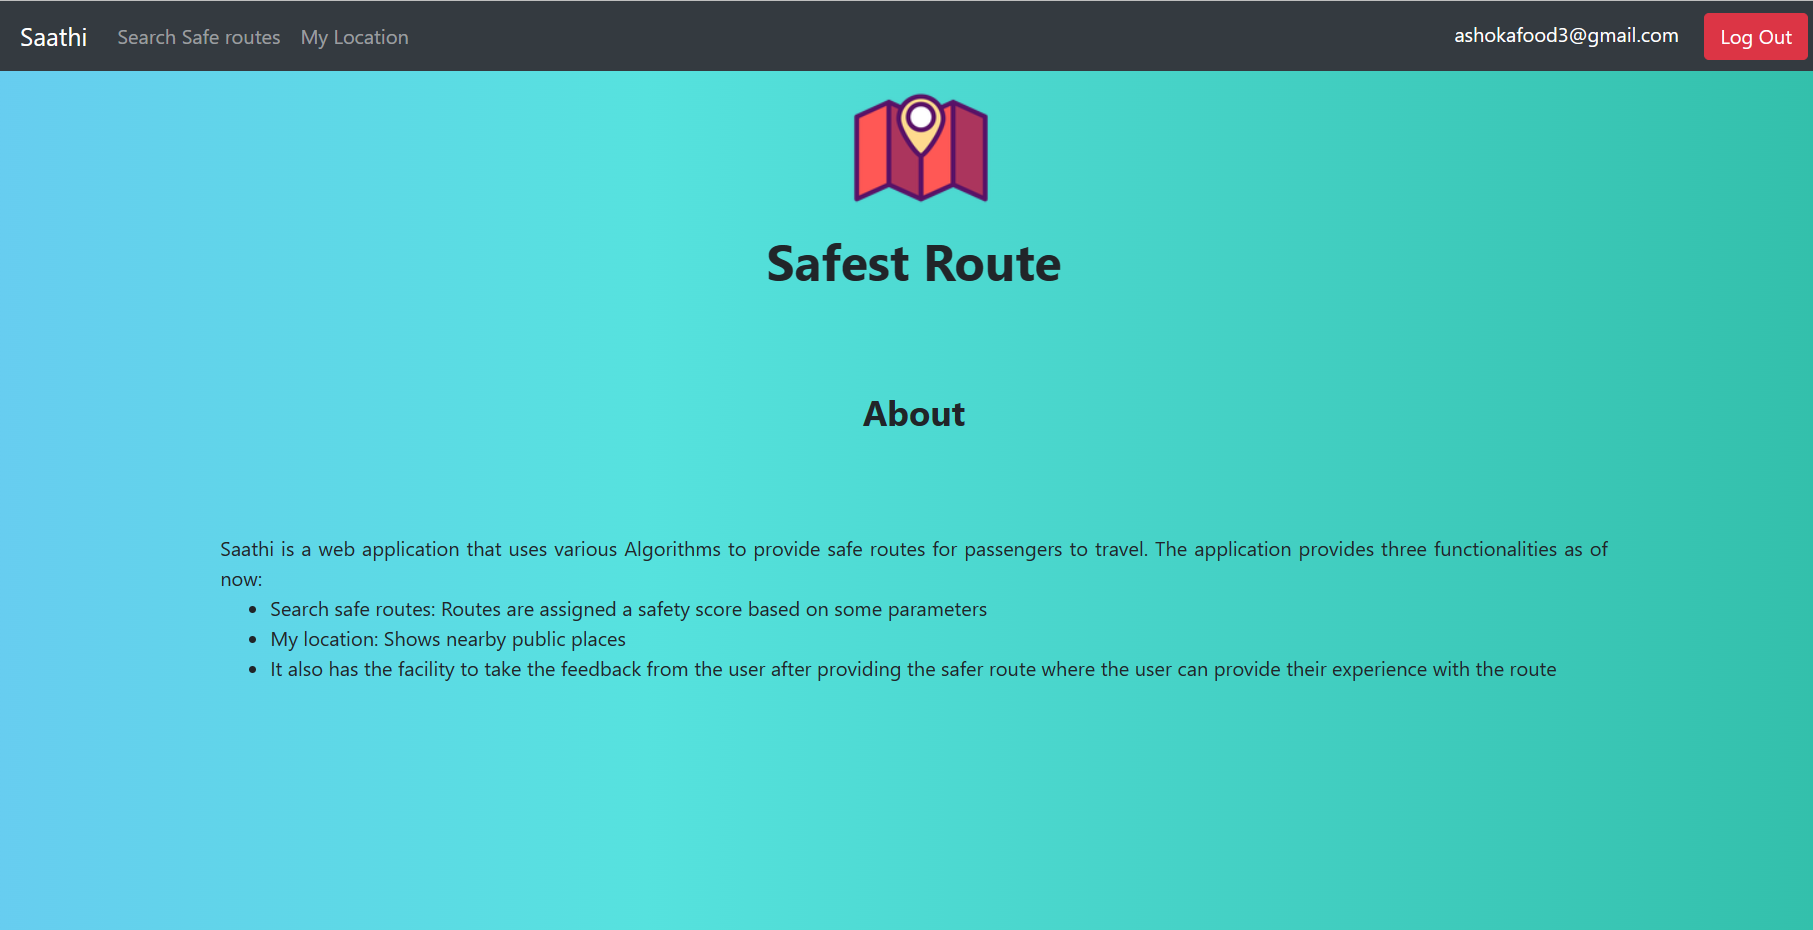 Saathi Search Safe routes My Location ashokafood3@gmail.com Log Out
Safest Route
About
Saathi is a web application that uses various Algorithms to provide safe routes for passengers to travel. The application provides three functionalities as of
now:
• Search safe routes: Routes are assigned a safety score based on some parameters
• My location: Shows nearby public places
• It also has the facility to take the feedback from the user after providing the safer route where the user can provide their experience with the route